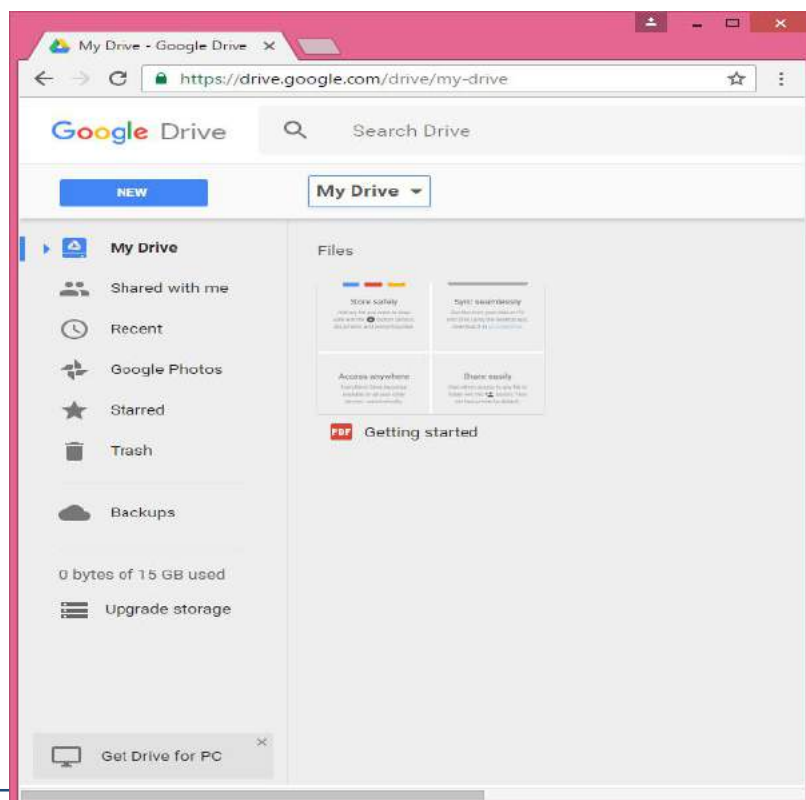 My Drive - Google Drive
https://drive.google.com/drive/my-drive
Google Drive
Search Drive
NEW
My Drive
My Drive
Shared with me
Recent
Google Photos
Starred
Trash
Backups
0 bytes of 15 GB used
Upgrade storage
Get Drive for PC
Files
Store safely
Sync seamlessly
Access anywhere
Share easily
PDF Getting started